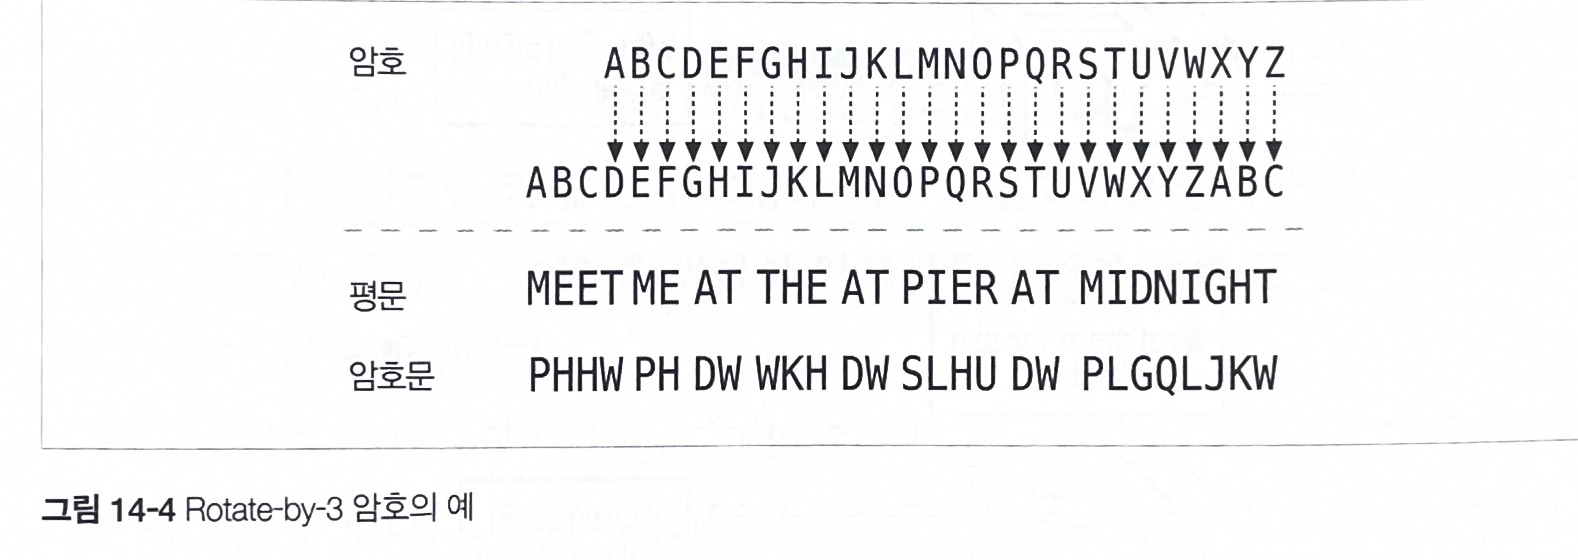 암호 ABCDEFGHIJKLMNOPQRSTUVWXYZ
ABCDEFGHIJKLMNOPQRSTUVWXYZABC
평문 MEET ME AT THE AT PIER AT MIDNIGHT
암호문 PHHW PH DW WKH DW SLHU DW PLGQLJKW
그림 14-4 Rotate-by-3 암호의 예